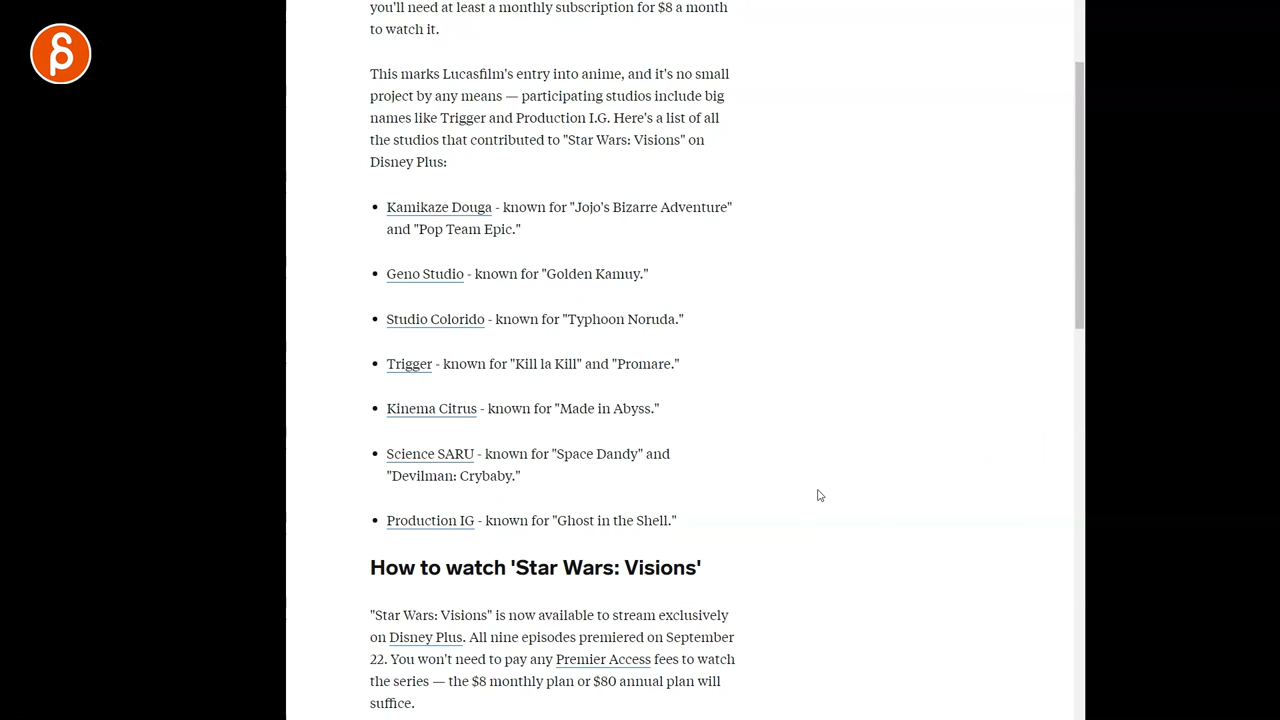 you'll need at least a monthly subscription for $8 a month
to watch it.
This marks Lucasfilm's entry into anime, and it's no small
project by any means — participating studios include big
names like Trigger and Production I.G. Here's a list of all
the studios that contributed to "Star Wars: Visions" on
Disney Plus:
• Kamikaze Douga - known for "Jojo's Bizarre Adventure"
and "Pop Team Epic."
• Geno Studio - known for "Golden Kamuy."
• Studio Colorido - known for "Typhoon Noruda."
• Trigger - known for "Kill la Kill" and "Promare."
• Kinema Citrus - known for "Made in Abyss."
• Science SARU - known for "Space Dandy" and
"Devilman: Crybaby."
• Production IG - known for "Ghost in the Shell."
How to watch 'Star Wars: Visions'
"Star Wars: Visions" is now available to stream exclusively
on Disney Plus. All nine episodes premiered on September
22. You won't need to pay any Premier Access fees to watch
the series — the $8 monthly plan or $80 annual plan will
suffice.